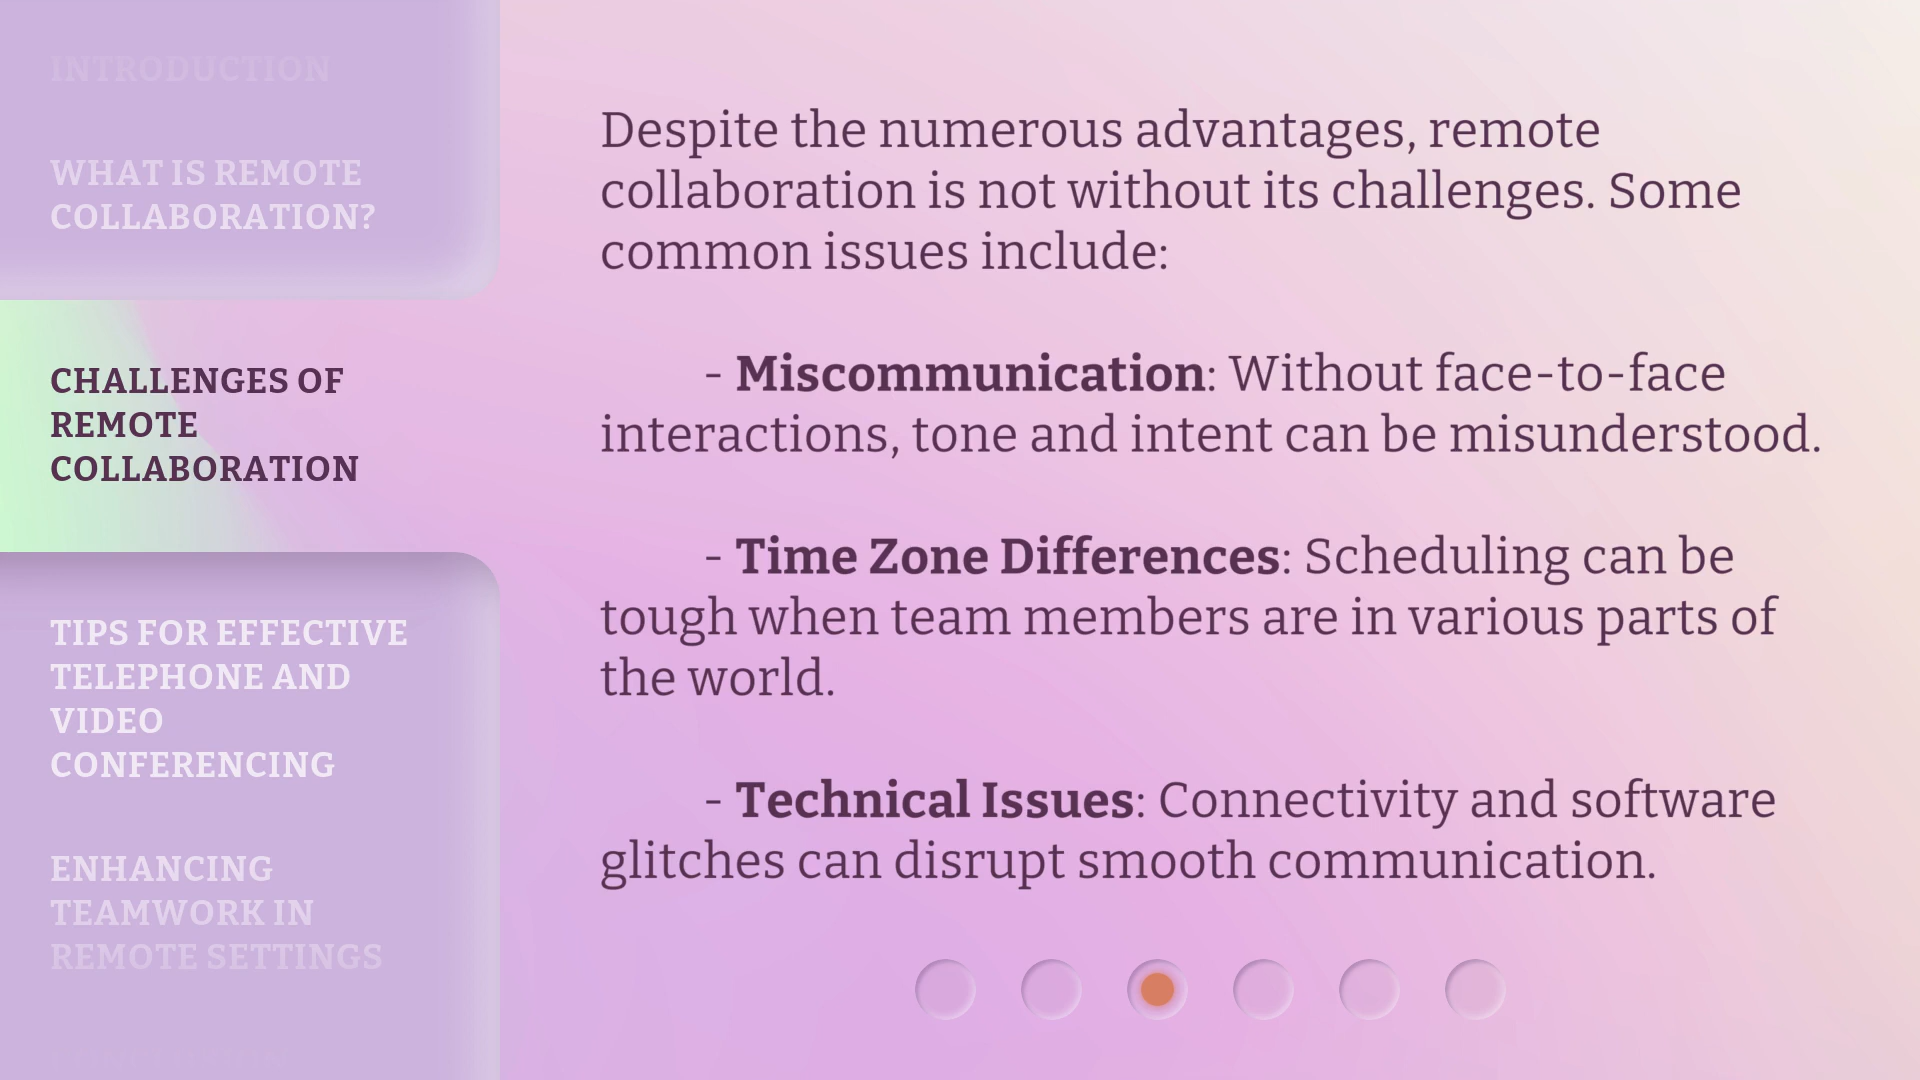 INTRODUCTION
WHAT IS REMOTE
COLLABORATION?
CHALLENGES OF
REMOTE
COLLABORATION
TIPS FOR EFFECTIVE
TELEPHONE AND
VIDEO
CONFERENCING
ENHANCING
TEAMWORK IN
REMOTE SETTINGS
Despite the numerous advantages, remote
collaboration is not without its challenges. Some
common issues include:
- Miscommunication: Without face-to-face
interactions, tone and intent can be misunderstood.
- Time Zone Differences: Scheduling can be
tough when team members are in various parts of
the world.
- Technical Issues: Connectivity and software
glitches can disrupt smooth communication.